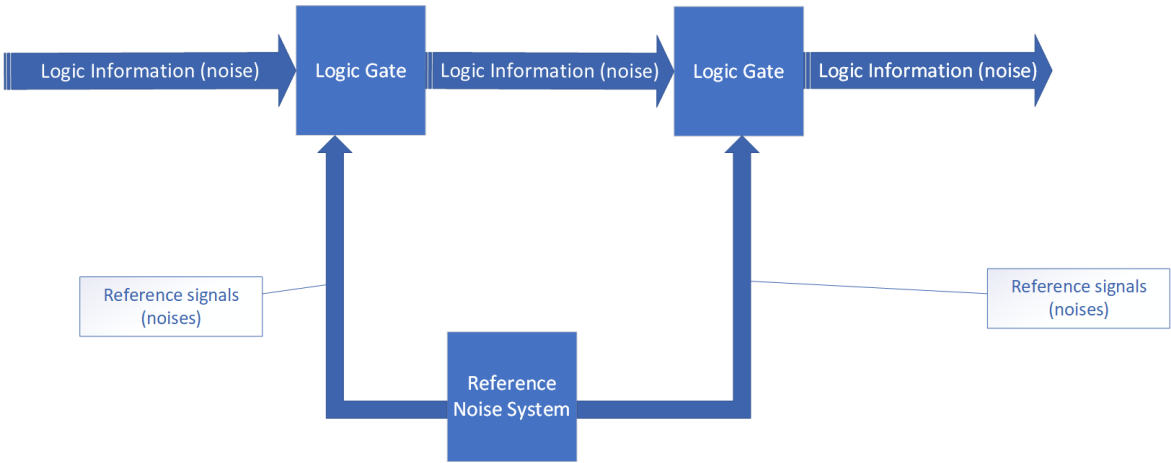 Logic Information (noise)
Logic Gate
Logic Information (noise)
Logic Gate
Logic Information (noise)
Reference signals
(noises)
Reference signals
(noises)
Reference
Noise System